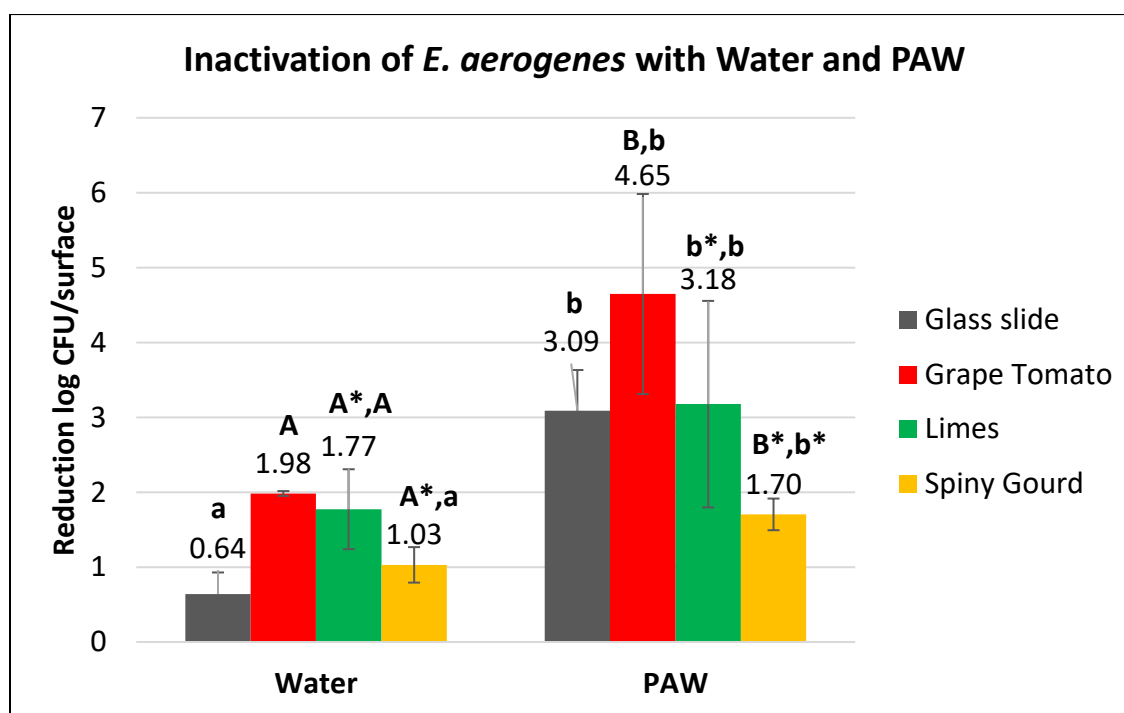 Inactivation of E. aerogenes with Water and PAW
Reduction log CFU/surface
7
6
5
4
3
2
1
0
a
0.64
A
1.98
A*,A
1.77
A*,a
1.03
b
3.09
B,b
4.65
b*,b
3.18
B*,b*
1.70
Water
PAW
Glass slide
Grape Tomato
Limes
Spiny Gourd